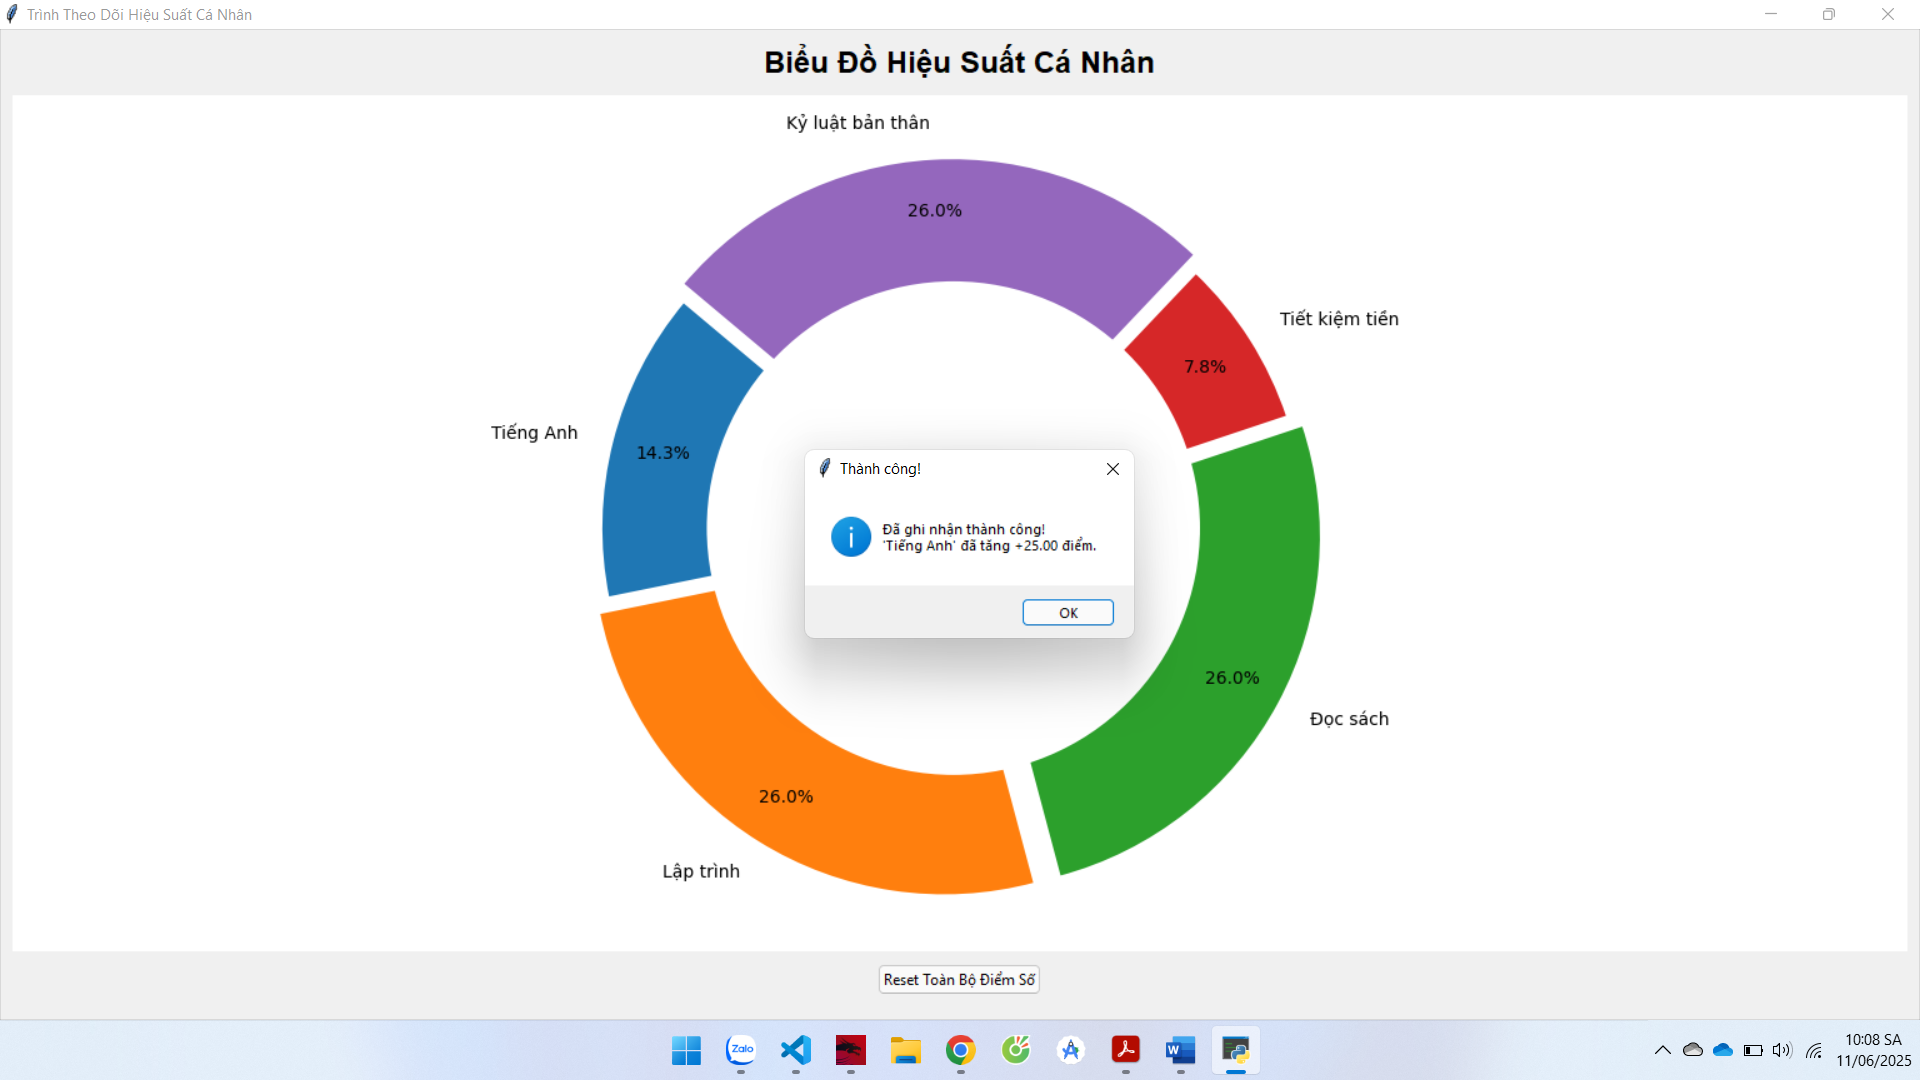 Trình Theo Dõi Hiệu Suất Cá Nhân
Biểu Đồ Hiệu Suất Cá Nhân
Kỷ luật bản thân
26.0%
Tiết kiệm tiền
7.8%
Tiếng Anh
14.3%
Thành công!
Đã ghi nhận thành công!
'Tiếng Anh' đã tăng +25.00 điểm.
OK
26.0%
Đọc sách
26.0%
Lập trình
Reset Toàn Bộ Điểm Số
Zalo
W
10:08 SA
11/06/2025